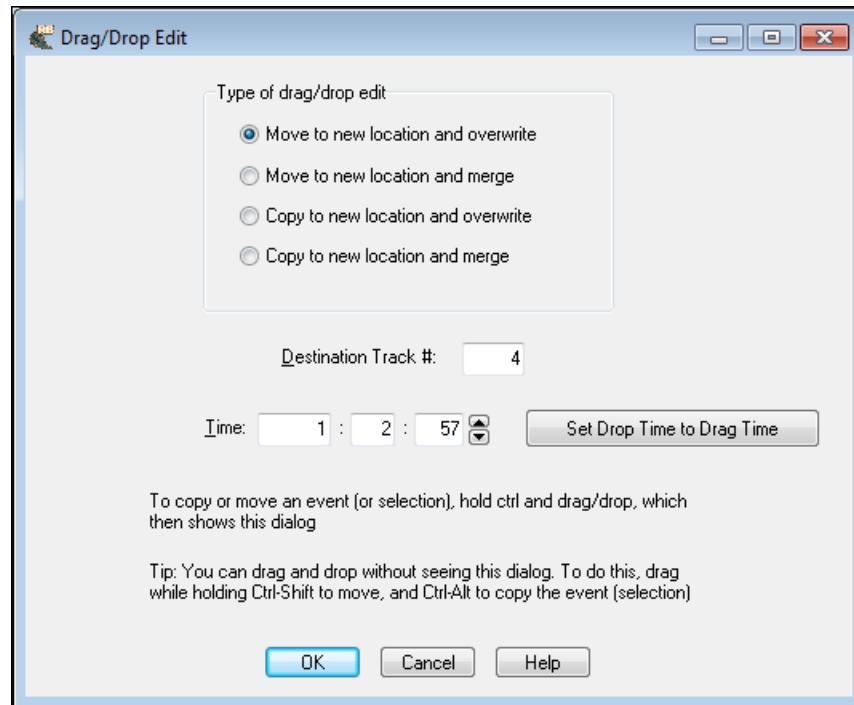 Drag/Drop Edit
Type of drag/drop edit
Move to new location and overwrite
Move to new location and merge
Copy to new location and overwrite
Copy to new location and merge
Destination Track #: 4
Time: 1 : 2 : 57 Set Drop Time to Drag Time
To copy or move an event (or selection), hold ctrl and drag/drop, which
then shows this dialog
Tip: You can drag and drop without seeing this dialog. To do this, drag
while holding Ctrl-Shift to move, and Ctrl-Alt to copy the event (selection)
OK Cancel Help